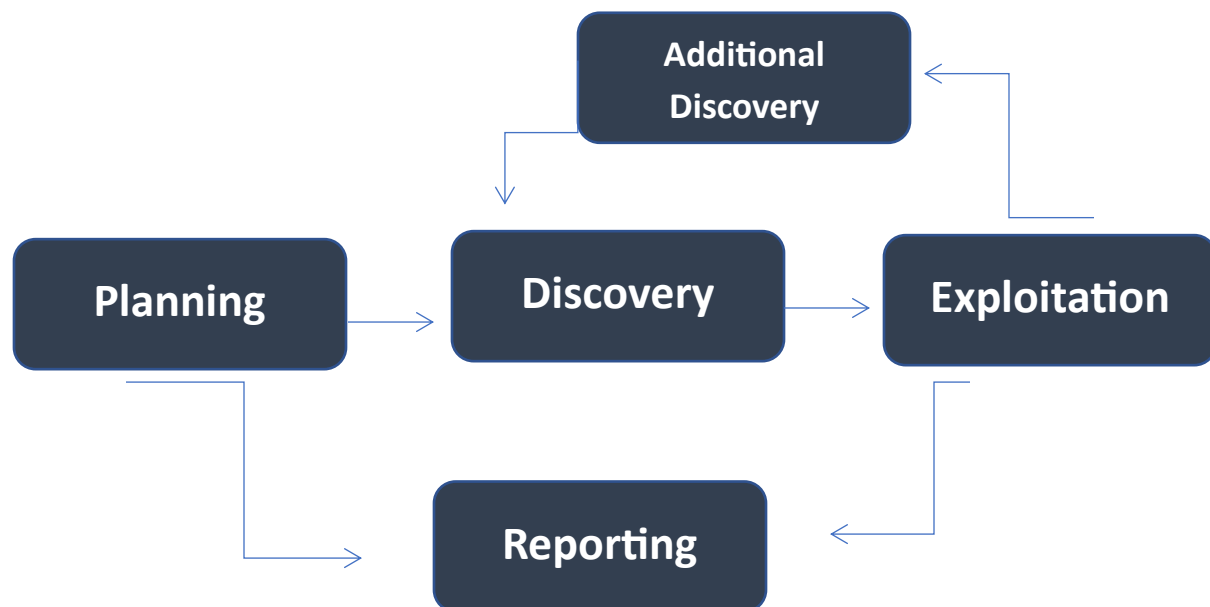 Additional
Discovery
Planning
Discovery
Exploitation
Reporting